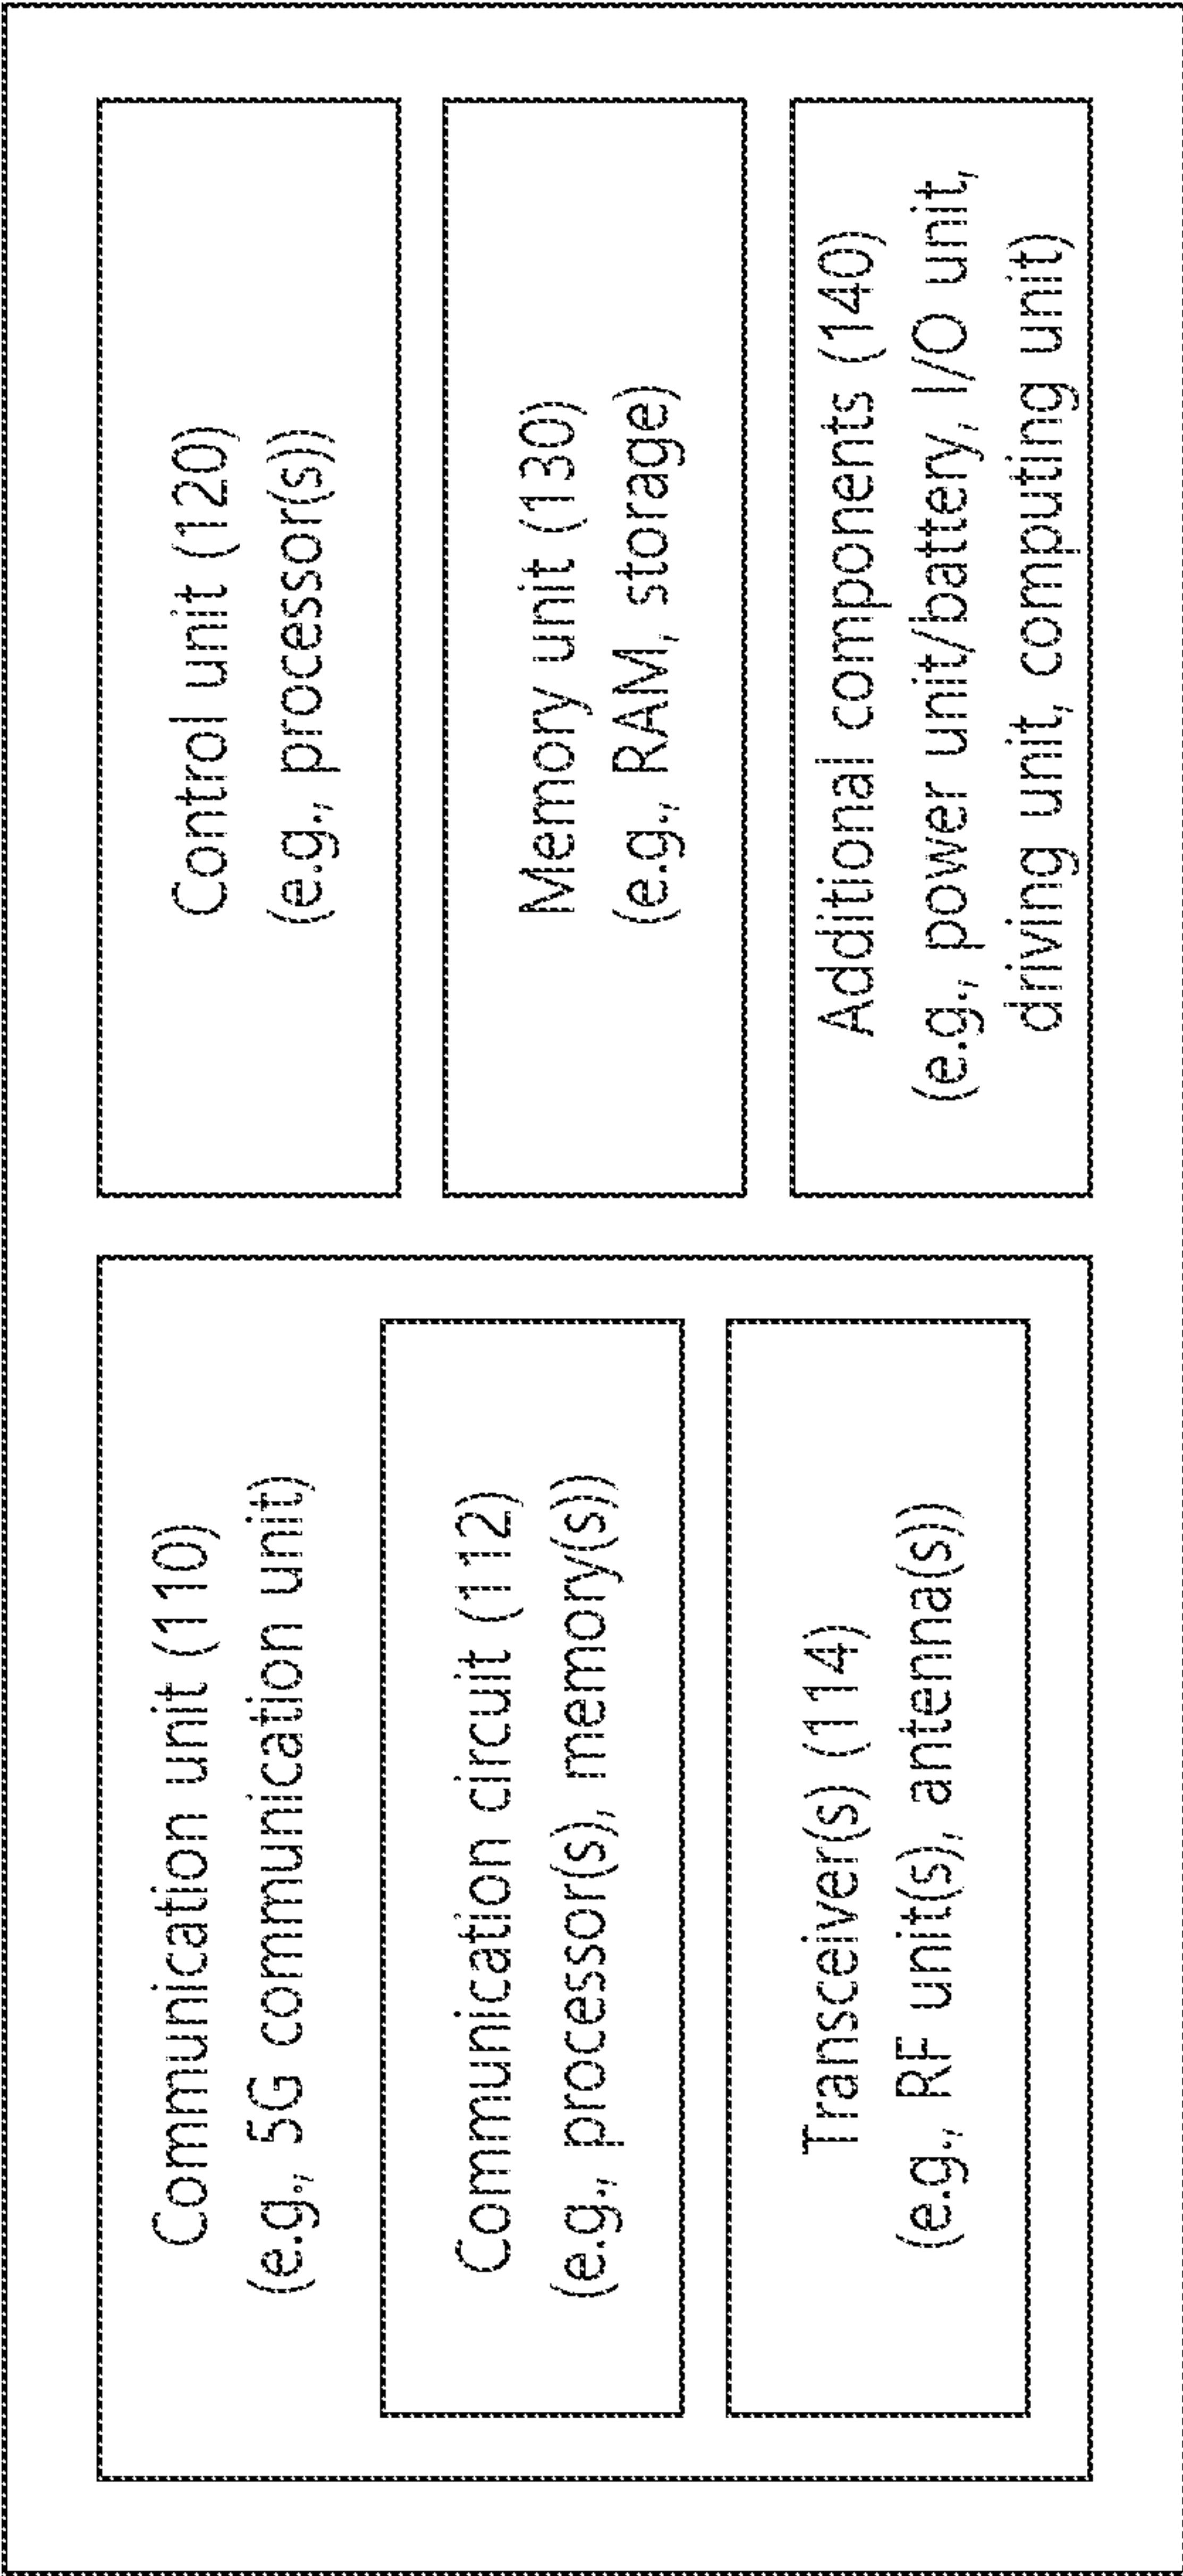 Communication unit (110)
(e.g., 5G communication unit)
Communication circuit (112)
(e.g., processor(s), memory(s))
Transceiver(s) (114)
(e.g., RF unit(s), antenna(s))
Control unit (120)
(e.g., processor(s))
Memory unit (130)
(e.g., RAM, storage)
Additional components (140)
(e.g., power unit/battery, I/O unit,
driving unit, computing unit)